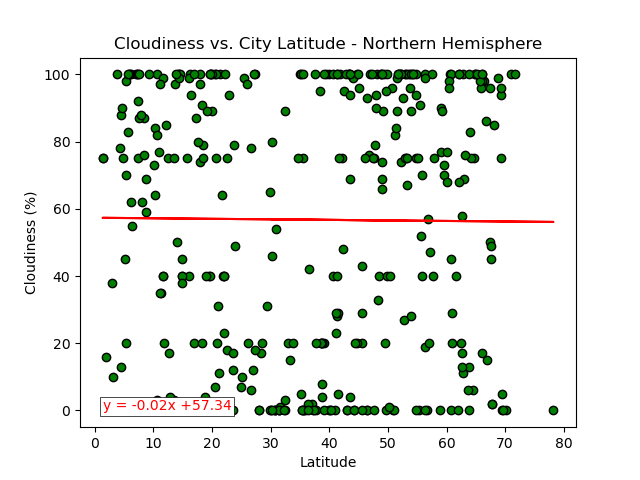 Cloudiness vs. City Latitude - Northern Hemisphere
100
80
60
40
20
0
Cloudiness (%)
y = -0.02x +57.34
0 10 20 30 40 50 60 70 80
Latitude